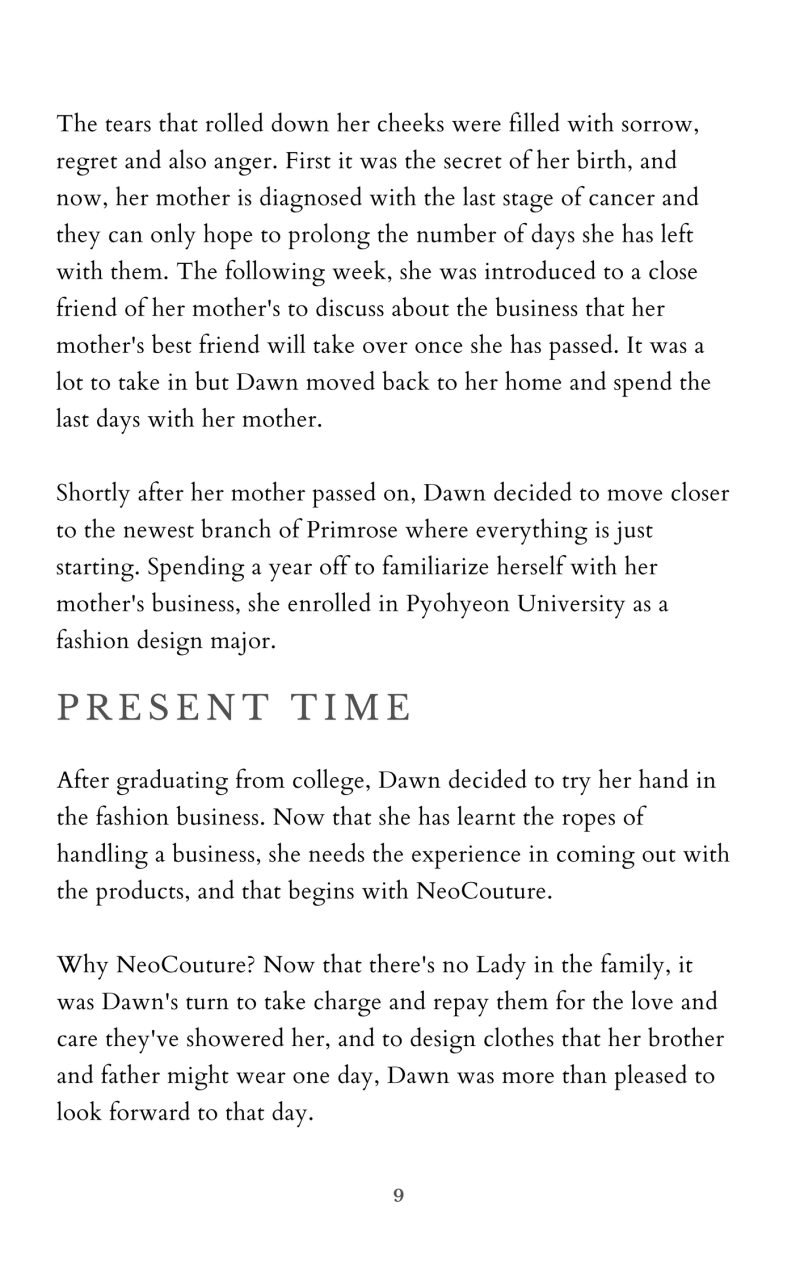 The tears that rolled down her cheeks were filled with sorrow,
regret and also anger. First it was the secret of her birth, and
now, her mother is diagnosed with the last stage of cancer and
they can only hope to prolong the number of days she has left
with them. The following week, she was introduced to a close
friend of her mother's to discuss about the business that her
mother's best friend will take over once she has passed. It was a
lot to take in but Dawn moved back to her home and spend the
last days with her mother.
Shortly after her mother passed on, Dawn decided to move closer
to the newest branch of Primrose where everything is just
starting. Spending a year off to familiarize herself with her
mother's business, she enrolled in Pyohyeon University as a
fashion design major.
PRESENT TIME
After graduating from college, Dawn decided to try her hand in
the fashion business. Now that she has learnt the ropes of
handling a business, she needs the experience in coming out with
the products, and that begins with NeoCouture.
Why NeoCouture? Now that there's no Lady in the family, it
was Dawn's turn to take charge and repay them for the love and
care they've showered her, and to design clothes that her brother
and father might wear one day, Dawn was more than pleased to
look forward to that day.
9